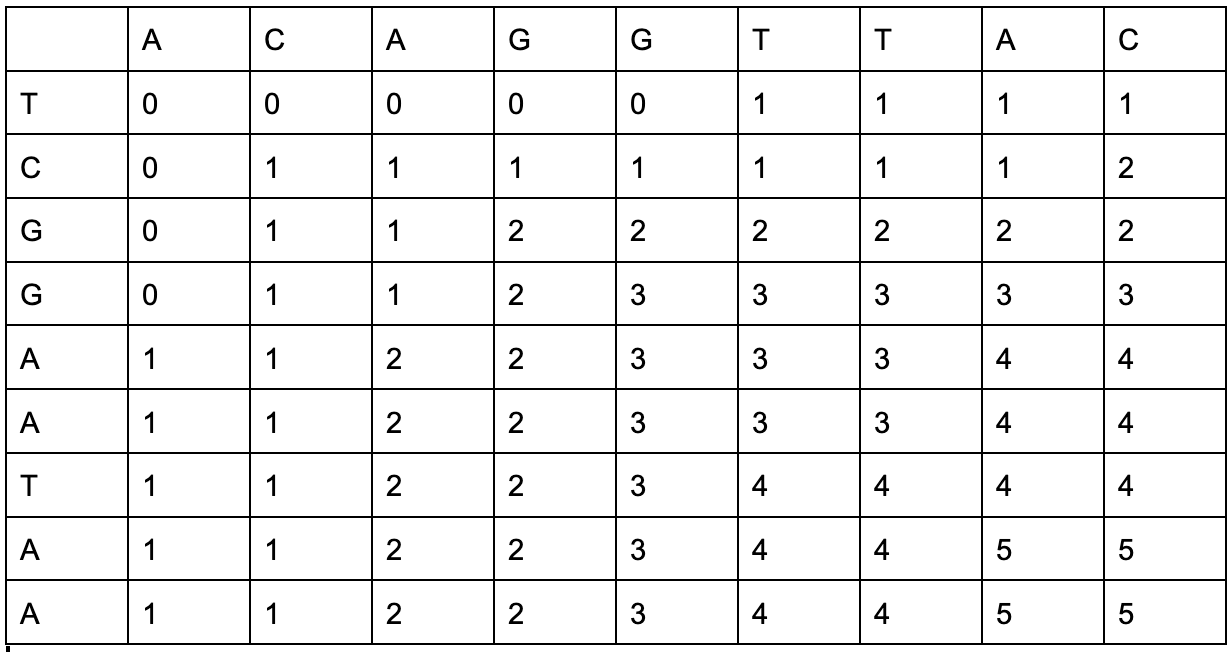 A C A G G T T A C
T 0 0 0 0 0 1 1 1 1
C 0 1 1 1 1 1 1 1 2
G 0 1 1 2 2 2 2 2 2
G 0 1 1 2 3 3 3 3 3
A 1 1 2 2 3 3 3 4 4
A 1 1 2 2 3 3 3 4 4
T 1 1 2 2 3 4 4 4 4
A 1 1 2 2 3 4 4 5 5
A 1 1 2 2 3 4 4 5 5